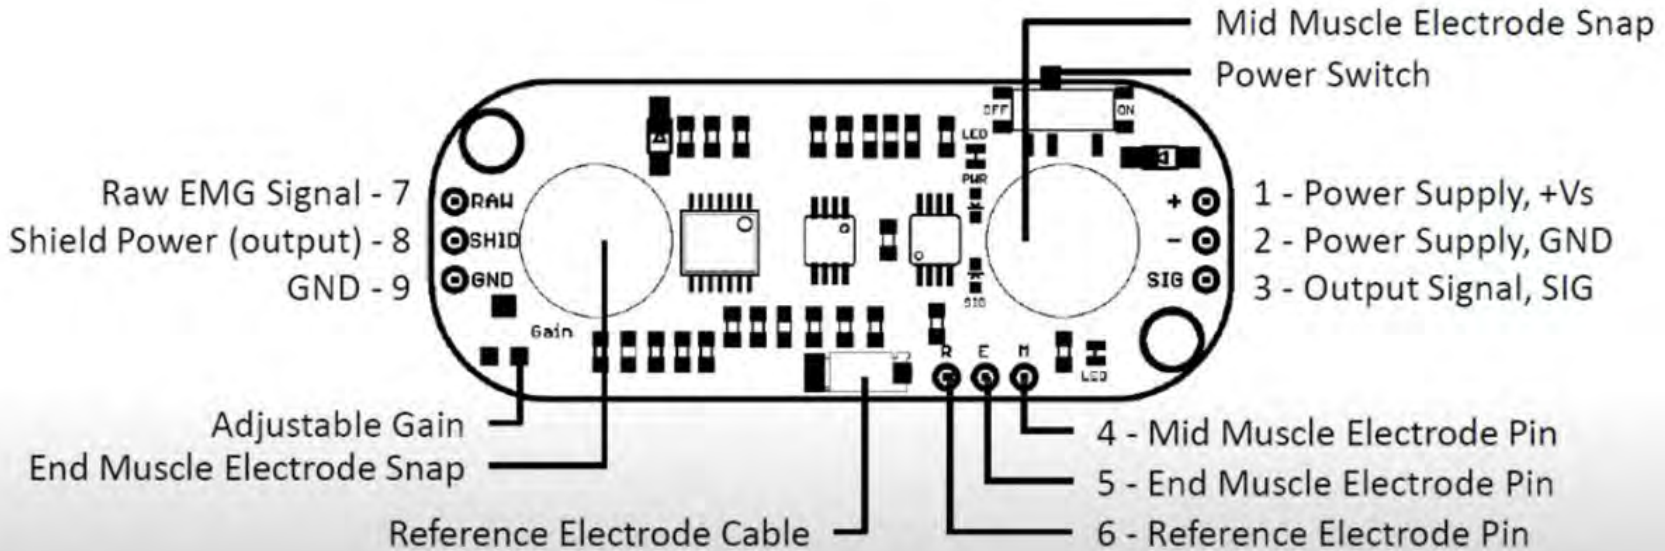 Mid Muscle Electrode Snap
Power Switch
OFF
ON
LED
PWR
Raw EMG Signal - 7
RAW
+
1 - Power Supply, +Vs
Shield Power (output) - 8
SHID
-
2 - Power Supply, GND
GND - 9
GND
SIG
SIG
3 - Output Signal, SIG
Gain
R E M
LED
Adjustable Gain
4 - Mid Muscle Electrode Pin
End Muscle Electrode Snap
5 - End Muscle Electrode Pin
Reference Electrode Cable
6 - Reference Electrode Pin